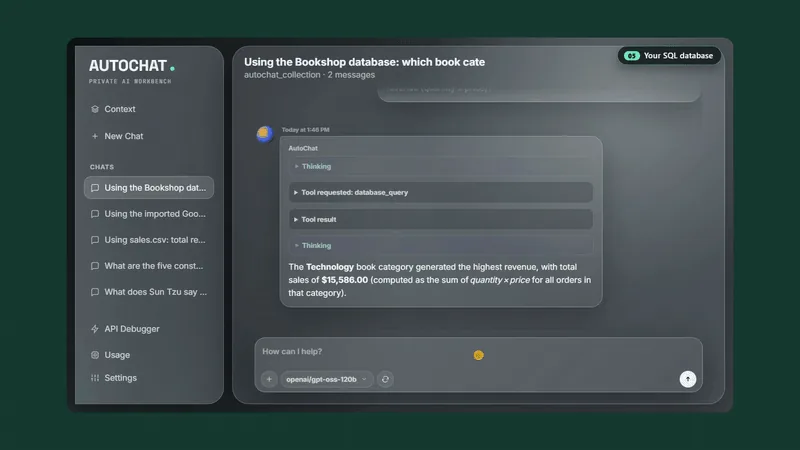 AUTOCHAT
PRIVATE AI WORKBENCH
Context
New Chat
CHATS
Using the Bookshop dat...
Using the imported Goo...
Using sales.csv: total re...
What are the five const...
What does Sun Tzu say ...
API Debugger
Usage
Settings
Using the Bookshop database: which book cate
autochat_collection · 2 messages
05 Your SQL database
Today at 1:46 PM
AutoChat
Thinking
Tool requested: database_query
Tool result
Thinking
The Technology book category generated the highest revenue, with total
sales of $15,586.00 (computed as the sum of quantity × price for all orders in
that category).
How can I help?
openai/gpt-oss-120b